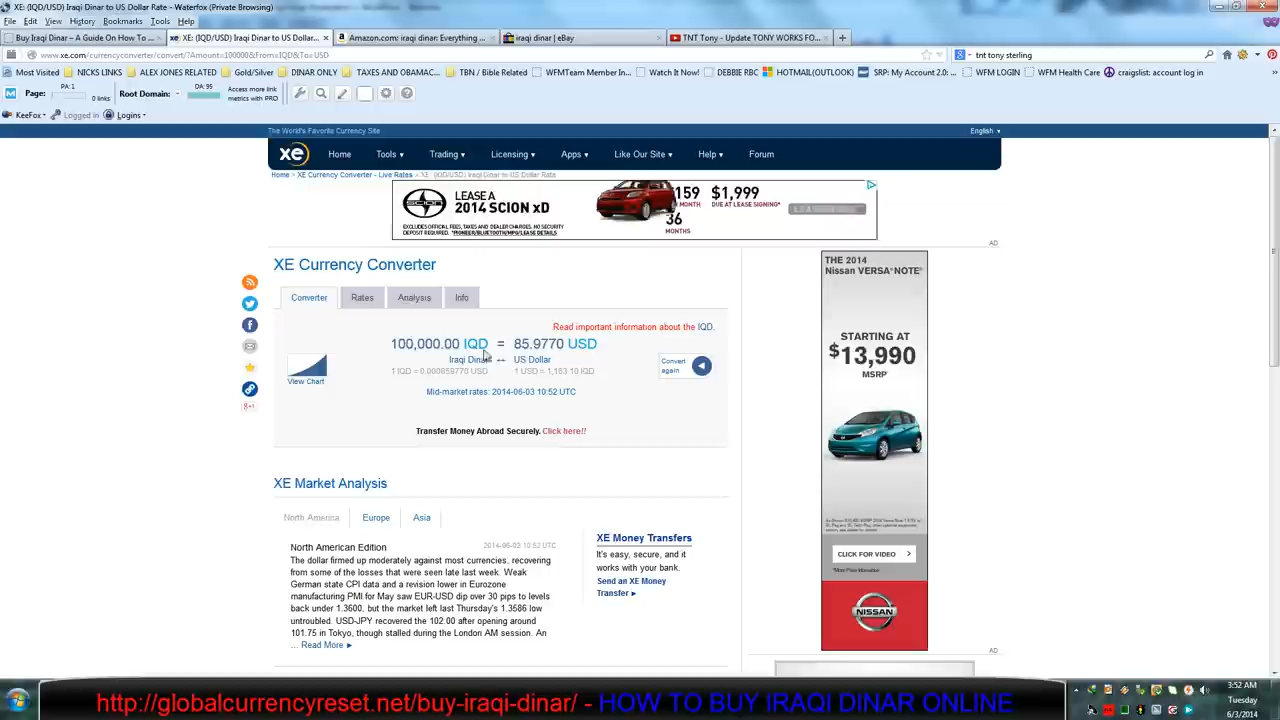 XE: (IQD/USD) Iraqi Dinar to US Dollar Rate - Waterfox (Private Browsing)
File Edit View History Bookmarks Tools Help
Buy Iraqi Dinar – A Guide On How To ... × XE: (IQD/USD) Iraqi Dinar to US Dollar... × Amazon.com: iraqi dinar: Everything ... × iraqi dinar | eBay × TNT Tony - Update TONY WORKS FO... × +
www.xe.com/currencyconverter/convert/?Amount=100000&From=IQD&To=USD
tnt tony sterling
Most Visited NICKS LINKS ALEX JONES RELATED Gold/Silver DINAR ONLY TAXES AND OBAMAC... TBN / Bible Related WFMTeam Member In... Watch It Now! DEBBIE RBC HOTMAIL(OUTLOOK) SRP: My Account 2.0: ... WFM LOGIN WFM Health Care craigslist: account log in »
Page: PA: 1 0 links Root Domain: DA: 95 Access more link metrics with PRO
KeeFox Logged in Logins
The World's Favorite Currency Site English
xe Home Tools Trading Licensing Apps Like Our Site Help Forum
Home > XE Currency Converter - Live Rates > XE: (IQD/USD) Iraqi Dinar to US Dollar Rate
SCION LEASE A 2014 SCION xD
159 MONTH
36 MONTHS
$1,999 DUE AT LEASE SIGNING*
EXCLUDES OFFICIAL FEES, TAXES AND DEALER CHARGES. NO SECURITY DEPOSIT REQUIRED.
AD
XE Currency Converter
Converter Rates Analysis Info
Read important information about the IQD.
100,000.00 IQD = 85.9770 USD
Iraqi Dinar ↔ US Dollar
1 IQD = 0.000859770 USD 1 USD = 1,163.10 IQD
View Chart
Convert again
Mid-market rates: 2014-06-03 10:52 UTC
Transfer Money Abroad Securely. Click here!!
XE Market Analysis
North America Europe Asia
North American Edition 2014-06-02 10:52 UTC
The dollar firmed up moderately against most currencies, recovering
from some of the losses that were seen late last week. Weak
German state CPI data and a revision lower in Eurozone
manufacturing PMI for May saw EUR-USD dip over 30 pips to levels
back under 1.3600, but the market left last Thursday's 1.3586 low
untroubled. USD-JPY recovered the 102.00 after opening around
101.75 in Tokyo, though stalled during the London AM session. An
... Read More ►
XE Money Transfers
It's easy, secure, and it
works with your bank.
Send an XE Money
Transfer ►
THE 2014
Nissan VERSA NOTE
STARTING AT
$13,990
MSRP
CLICK FOR VIDEO >
NISSAN
AD
http://globalcurrencyreset.net/buy-iraqi-dinar/ - HOW TO BUY IRAQI DINAR ONLINE
3:52 AM
Tuesday
6/3/2014